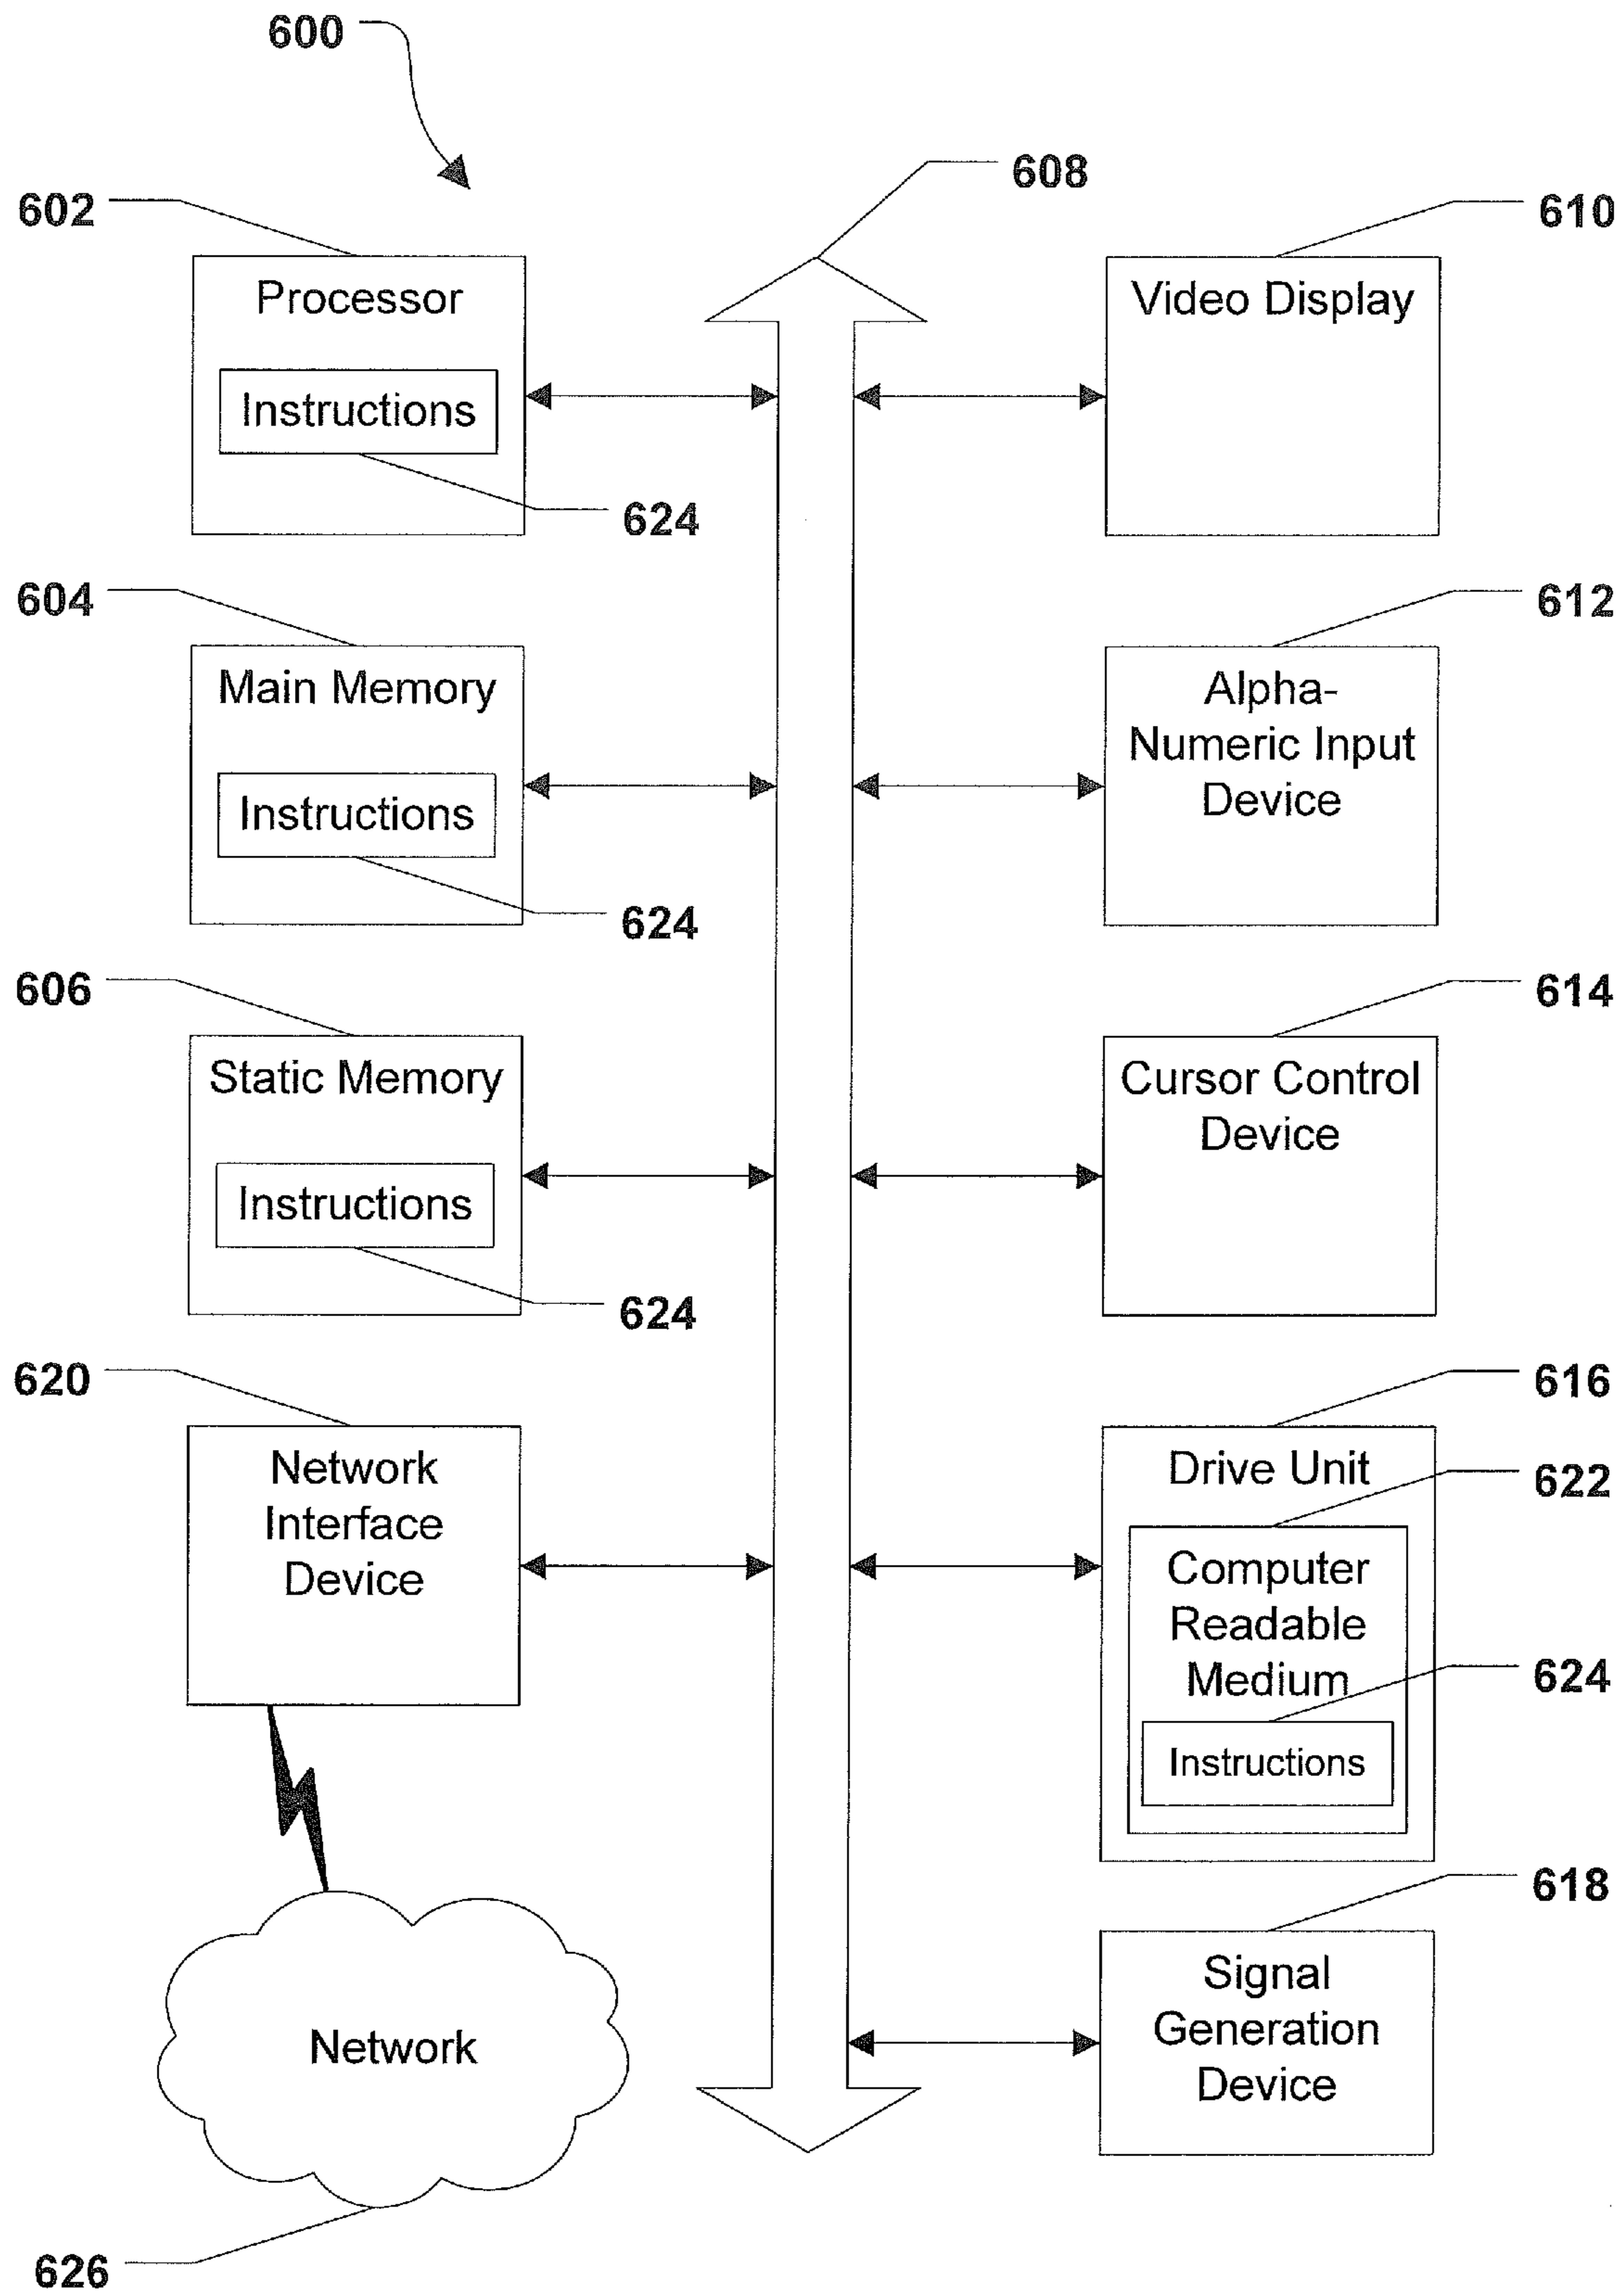 600
608
602
610
Processor
Instructions
624
Video Display
604
612
Main Memory
Instructions
624
Alpha-
Numeric Input
Device
606
614
Static Memory
Instructions
624
Cursor Control
Device
620
616
Network
Interface
Device
Drive Unit
622
Computer
Readable
Medium
624
Instructions
618
Signal
Generation
Device
Network
626